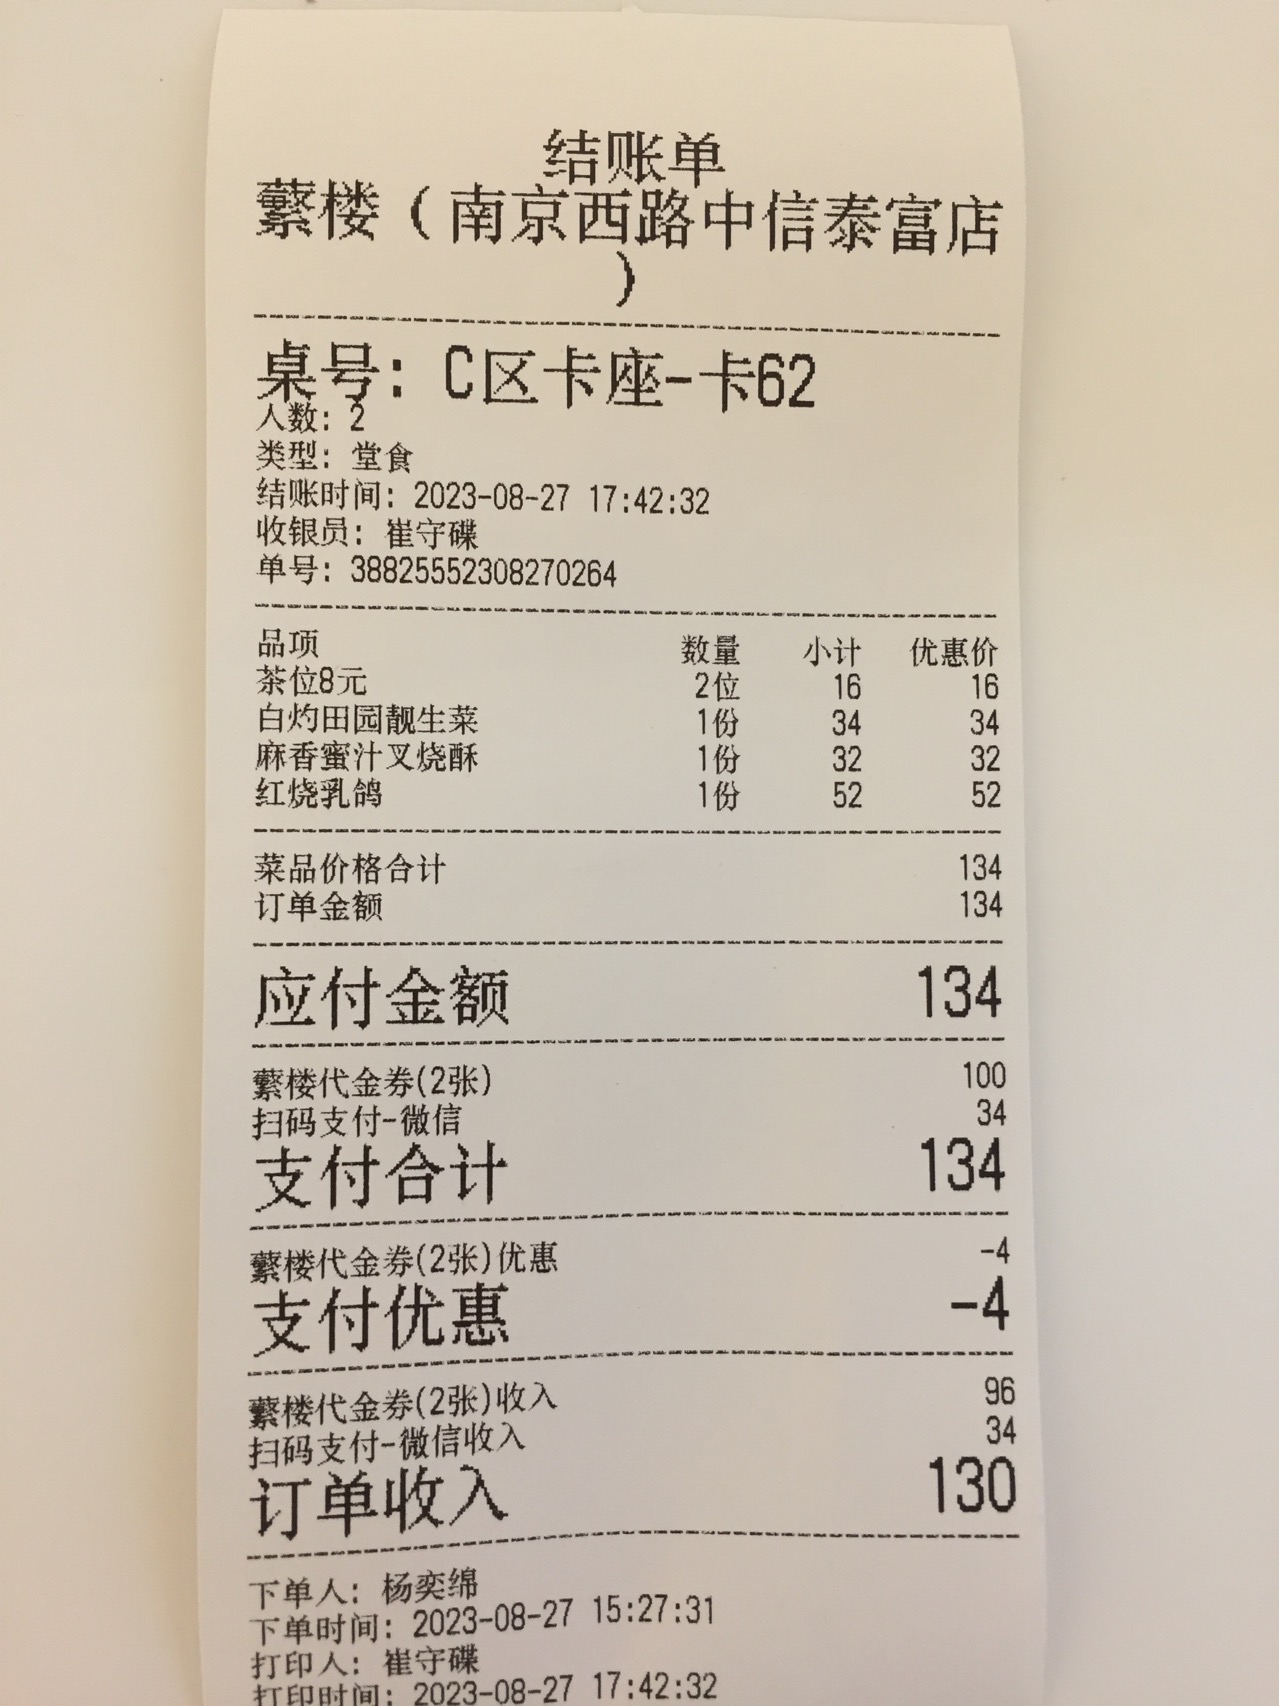 结账单
蘩楼（南京西路中信泰富店
）
桌号：C区卡座-卡62
人数：2
类型：堂食
结账时间：2023-08-27 17:42:32
收银员：崔守碟
单号：38825552308270264
品项 数量 小计 优惠价
茶位8元 2位 16 16
白灼田园靓生菜 1份 34 34
麻香蜜汁叉烧酥 1份 32 32
红烧乳鸽 1份 52 52
菜品价格合计 134
订单金额 134
应付金额 134
蘩楼代金券(2张) 100
扫码支付-微信 34
支付合计 134
蘩楼代金券(2张)优惠 -4
支付优惠 -4
蘩楼代金券(2张)收入 96
扫码支付-微信收入 34
订单收入 130
下单人：杨奕绵
下单时间：2023-08-27 15:27:31
打印人：崔守碟
打印时间：2023-08-27 17:42:32